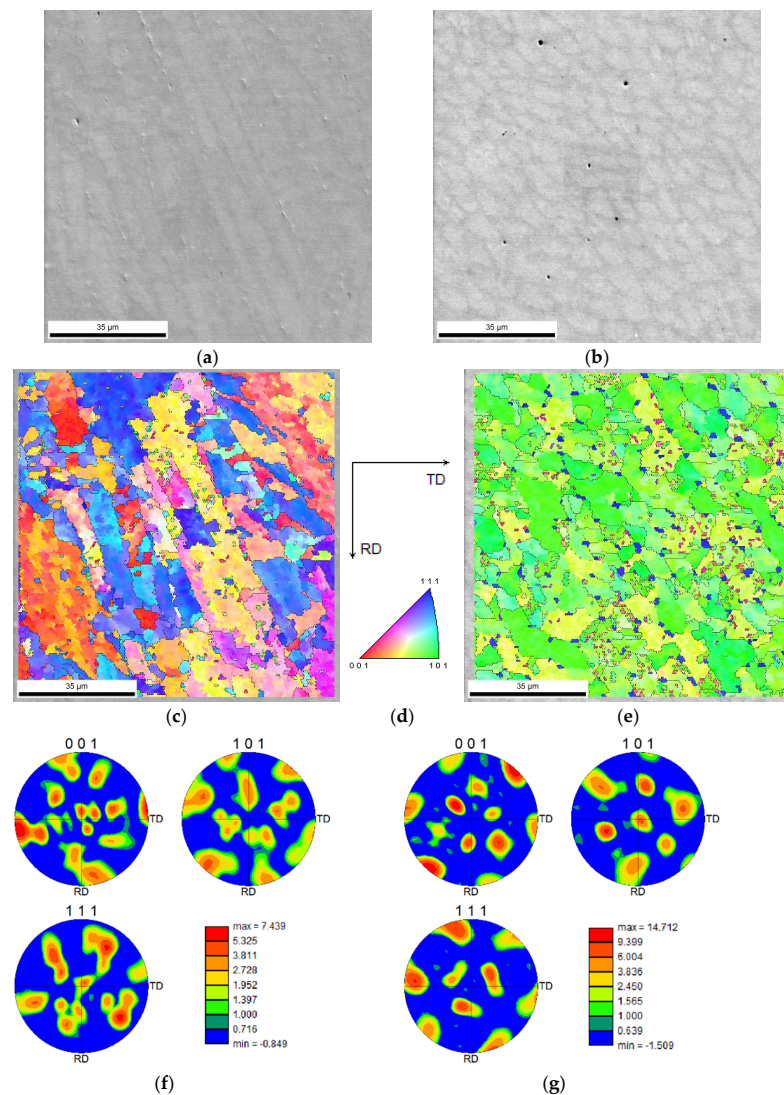 35 µm
35 µm
(a)
(b)
TD
RD
1 1 1
0 0 1
1 0 1
35 µm
35 µm
(c)
(d)
(e)
0 0 1
1 0 1
TD
TD
RD
RD
1 1 1
TD
RD
max = 7.439
5.325
3.811
2.728
1.952
1.397
1.000
0.716
min = -0.849
0 0 1
1 0 1
TD
TD
RD
RD
1 1 1
TD
RD
max = 14.712
9.399
6.004
3.836
2.450
1.565
1.000
0.639
min = -1.509
(f)
(g)